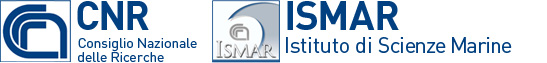 CNR
Consiglio Nazionale
delle Ricerche
ISMAR
ISMAR
Istituto di Scienze Marine